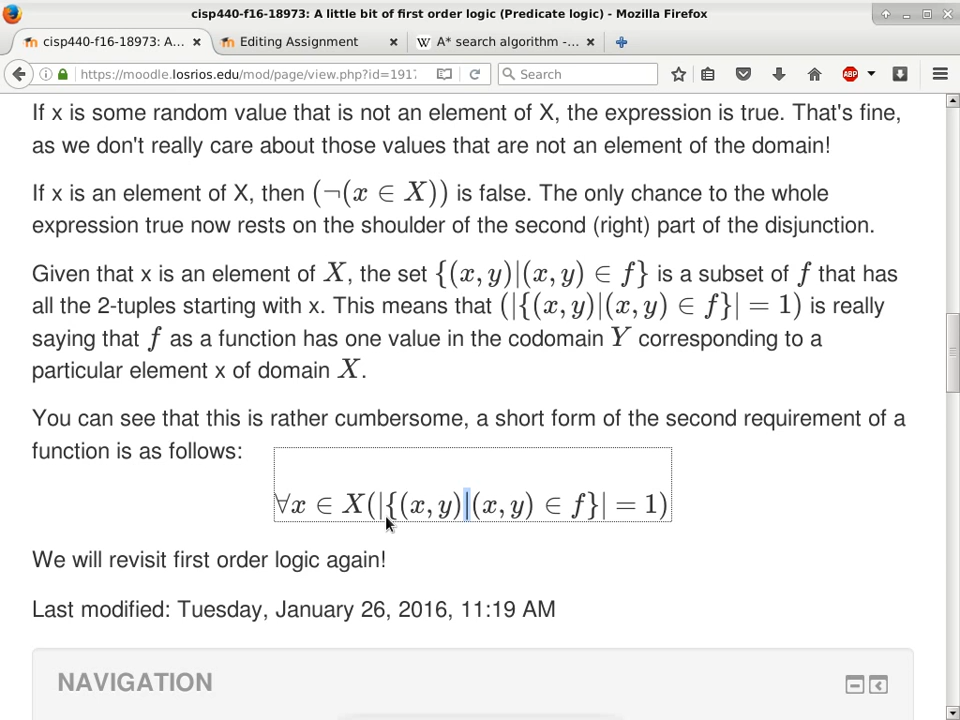 cisp440-f16-18973: A little bit of first order logic (Predicate logic) - Mozilla Firefox
cisp440-f16-18973: A... × Editing Assignment × W A* search algorithm -... ×
https://moodle.losrios.edu/mod/page/view.php?id=191 Search ABP
If x is some random value that is not an element of X, the expression is true. That's fine,
as we don't really care about those values that are not an element of the domain!
If x is an element of X, then (¬(x ∈ X)) is false. The only chance to the whole
expression true now rests on the shoulder of the second (right) part of the disjunction.
Given that x is an element of X, the set {(x, y)|(x, y) ∈ f} is a subset of f that has
all the 2-tuples starting with x. This means that (|{(x, y)|(x, y) ∈ f}| = 1) is really
saying that f as a function has one value in the codomain Y corresponding to a
particular element x of domain X.
You can see that this is rather cumbersome, a short form of the second requirement of a
function is as follows:
∀x ∈ X(|{(x, y)|(x, y) ∈ f}| = 1)
We will revisit first order logic again!
Last modified: Tuesday, January 26, 2016, 11:19 AM
NAVIGATION